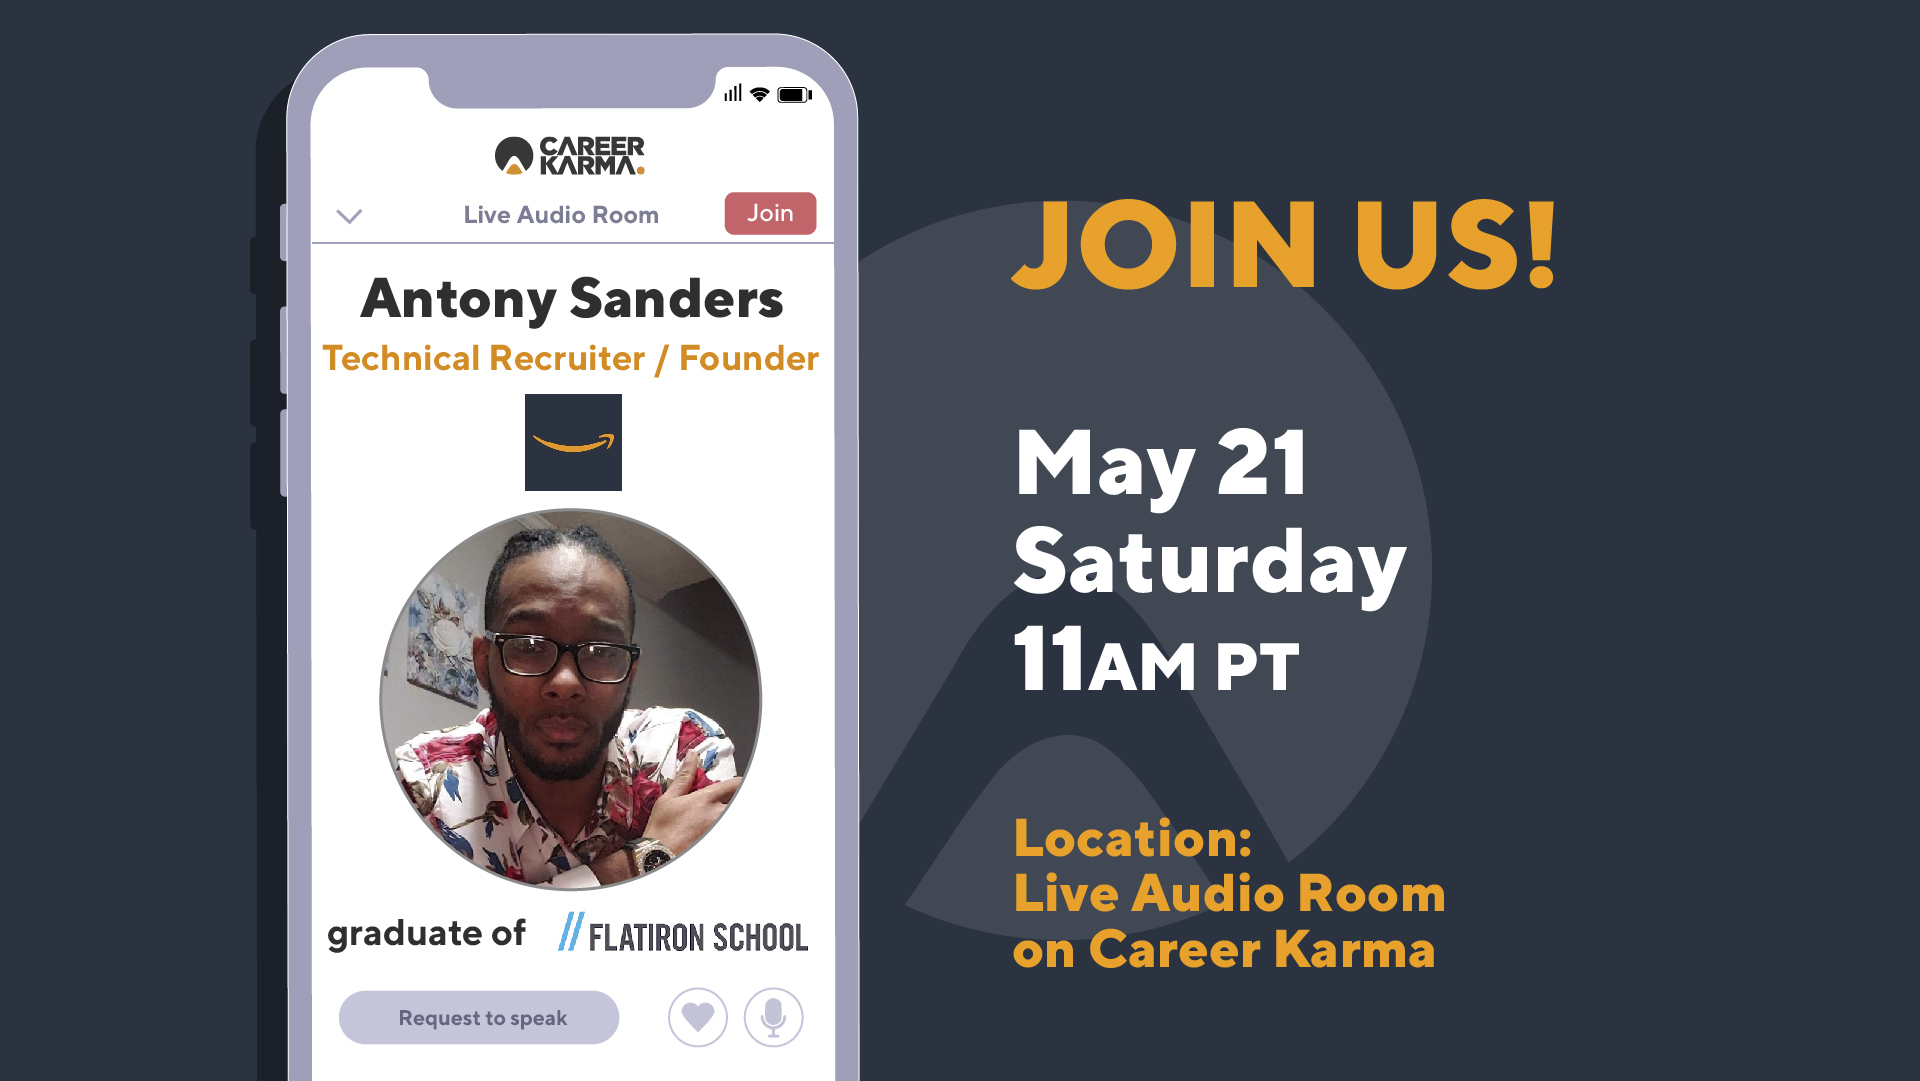 CAREER
KARMA.
Live Audio Room
Join
Antony Sanders
Technical Recruiter / Founder
graduate of
FLATIRON SCHOOL
Request to speak
JOIN US!
May 21
Saturday
11AM PT
Location:
Live Audio Room
on Career Karma